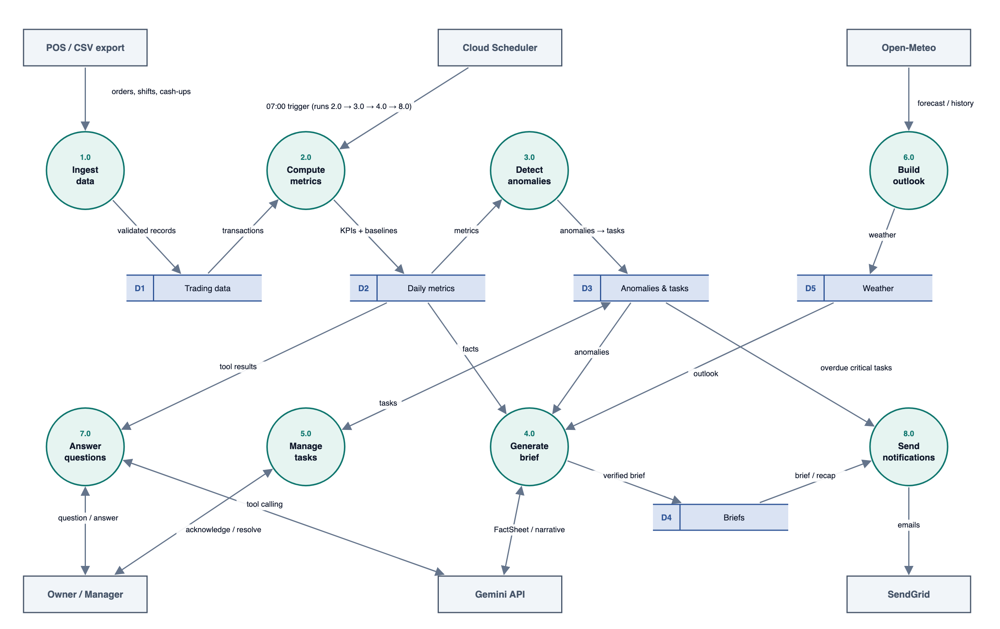 POS / CSV export
Cloud Scheduler
Open-Meteo
orders, shifts, cash-ups
07:00 trigger (runs 2.0 → 3.0 → 4.0 → 8.0)
forecast / history
1.0
Ingest
data
2.0
Compute
metrics
3.0
Detect
anomalies
6.0
Build
outlook
validated records
transactions
KPIs + baselines
metrics
anomalies → tasks
weather
D1
Trading data
D2
Daily metrics
D3
Anomalies & tasks
D5
Weather
tool results
facts
anomalies
outlook
overdue critical tasks
tasks
7.0
Answer
questions
5.0
Manage
tasks
4.0
Generate
brief
8.0
Send
notifications
verified brief
brief / recap
tool calling
question / answer
acknowledge / resolve
FactSheet / narrative
D4
Briefs
emails
Owner / Manager
Gemini API
SendGrid